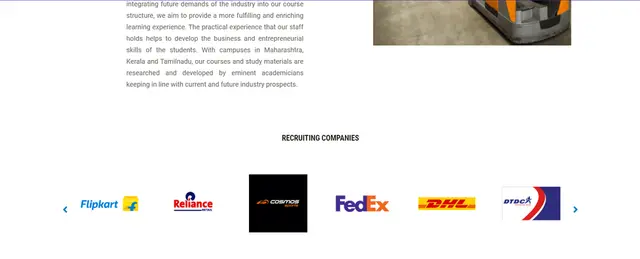 integrating future demands of the industry into our course
structure, we aim to provide a more fulfilling and enriching
learning experience. The practical experience that our staff
holds helps to develop the business and entrepreneurial
skills of the students. With campuses in Maharashtra,
Kerala and Tamilnadu, our courses and study materials are
researched and developed by eminent academicians
keeping in line with current and future industry prospects.
RECRUITING COMPANIES
Flipkart f
Reliance
RETAIL
COSMOS
SPORTS
FedEx
DHL
DTDC